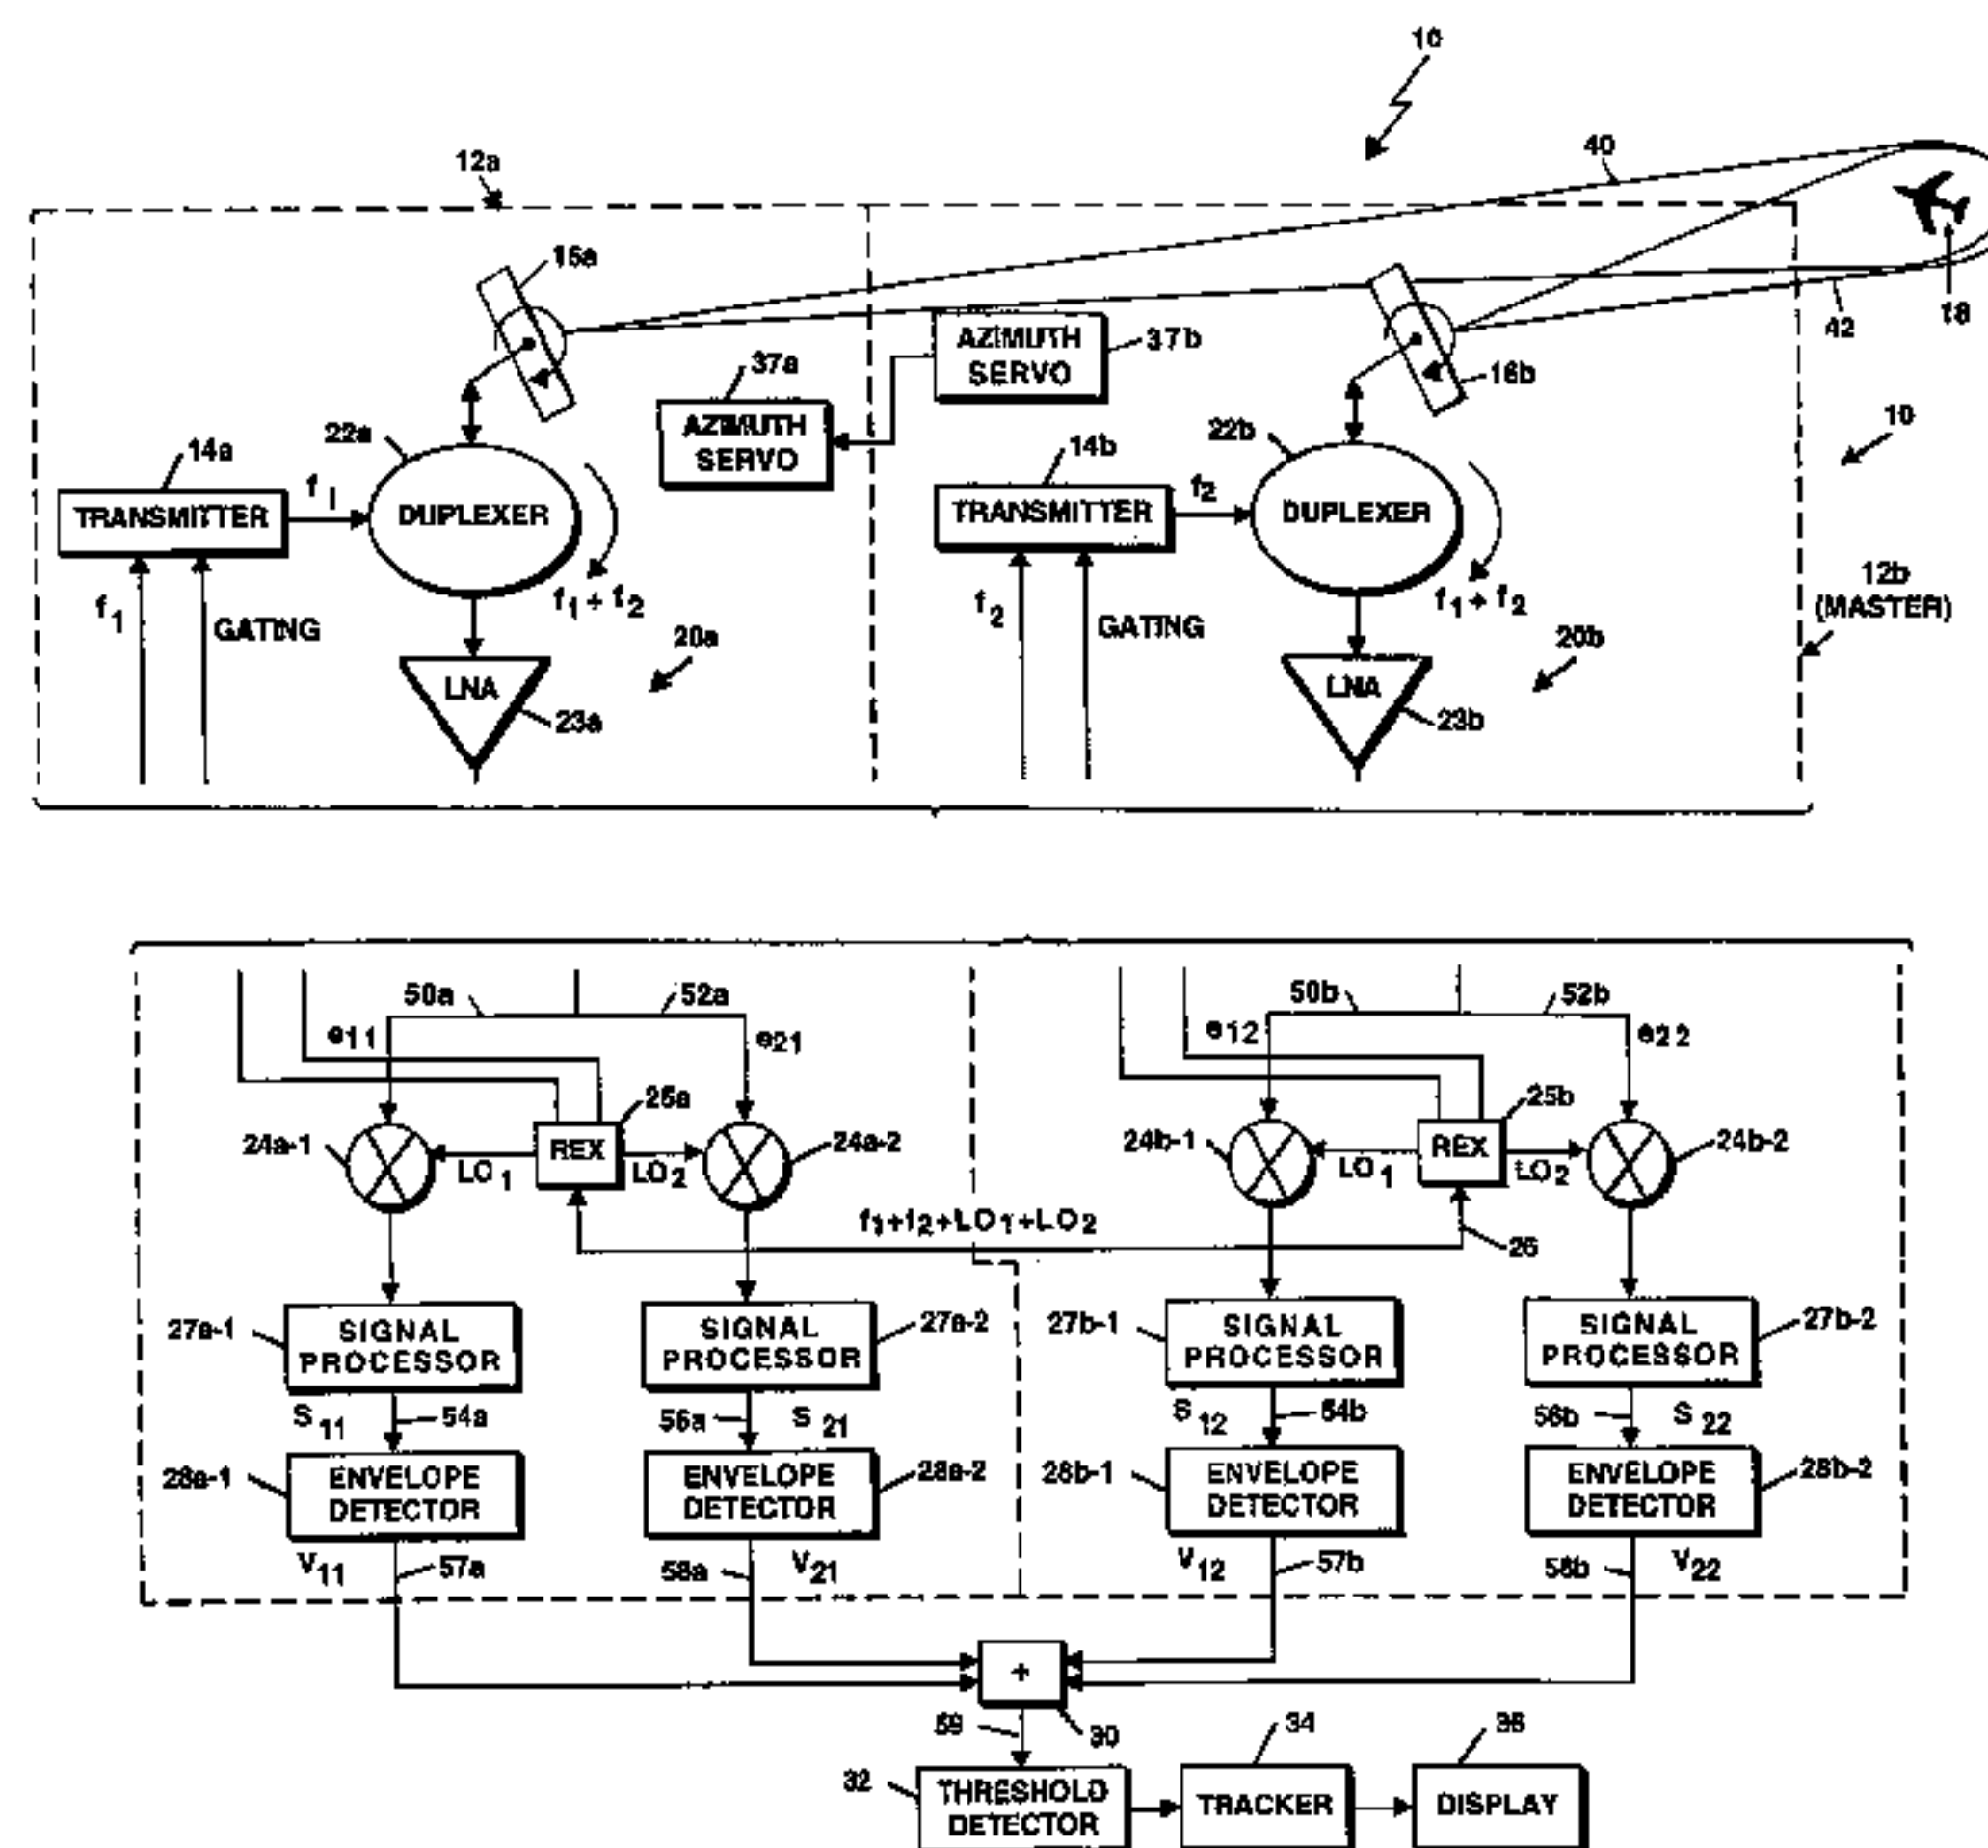 10
40
12a
16a
18
42
AZIMUTH
SERVO
37b
37a
16b
AZIMUTH
SERVO
10
22a
22b
14a
14b
f1
f2
TRANSMITTER
DUPLEXER
TRANSMITTER
DUPLEXER
12b
(MASTER)
f1
GATING
f1 + f2
20a
f2
GATING
f1 + f2
20b
LNA
23a
LNA
23b
50a
52a
50b
52b
e11
e21
e12
e22
25a
25b
24a-1
REX
24a-2
24b-1
REX
24b-2
LO1
LO2
LO1
LO2
f1+f2+LO1+LO2
26
27a-1
SIGNAL
PROCESSOR
SIGNAL
PROCESSOR
27a-2
27b-1
SIGNAL
PROCESSOR
SIGNAL
PROCESSOR
27b-2
S11
54a
56a
S21
S12
54b
56b
S22
28a-1
ENVELOPE
DETECTOR
ENVELOPE
DETECTOR
28a-2
28b-1
ENVELOPE
DETECTOR
ENVELOPE
DETECTOR
28b-2
V11
57a
58a
V21
V12
57b
58b
V22
+
59
30
34
36
32
THRESHOLD
DETECTOR
TRACKER
DISPLAY